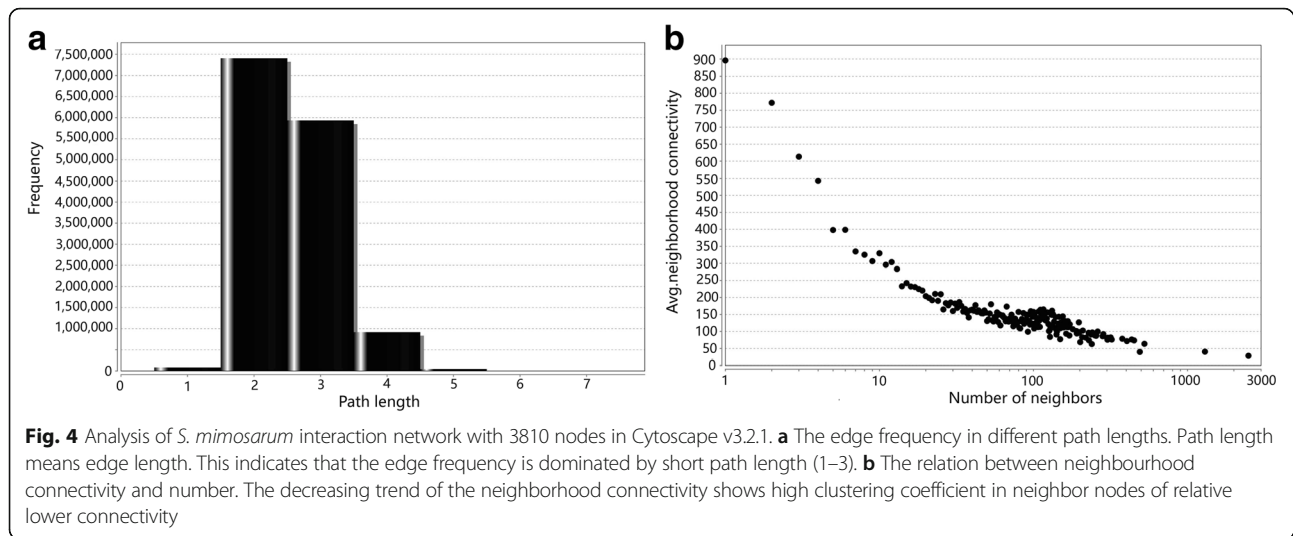 a
7,500,000
7,000,000
6,500,000
6,000,000
5,500,000
5,000,000
4,500,000
4,000,000
3,500,000
3,000,000
2,500,000
2,000,000
1,500,000
1,000,000
0
Frequency
0 1 2 3 4 5 6 7
Path length
b
900
850
800
750
700
650
600
550
500
450
400
350
300
250
200
150
100
50
0
Avg.neighborhood connectivity
1 10 100 1000 3000
Number of neighbors
Fig. 4 Analysis of S. mimosarum interaction network with 3810 nodes in Cytoscape v3.2.1. a The edge frequency in different path lengths. Path length
means edge length. This indicates that the edge frequency is dominated by short path length (1–3). b The relation between neighbourhood
connectivity and number. The decreasing trend of the neighborhood connectivity shows high clustering coefficient in neighbor nodes of relative
lower connectivity